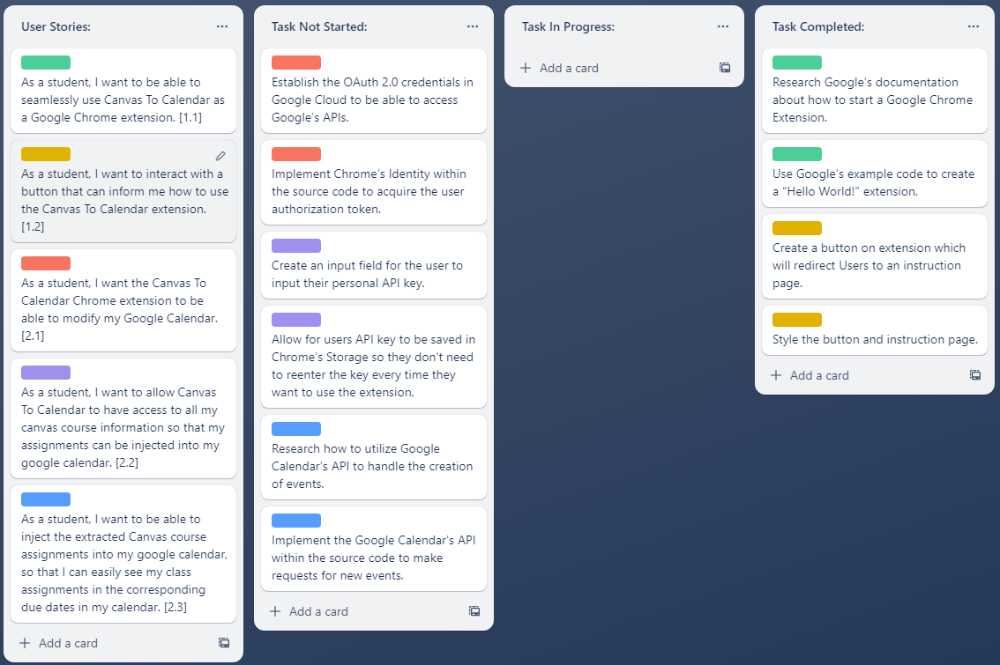 User Stories:
As a student, I want to be able to
seamlessly use Canvas To Calendar as
a Google Chrome extension. [1.1]
As a student, I want to interact with a
button that can inform me how to use
the Canvas To Calendar extension.
[1.2]
As a student, I want the Canvas To
Calendar Chrome extension to be
able to modify my Google Calendar.
[2.1]
As a student, I want to allow Canvas
To Calendar to have access to all my
canvas course information so that my
assignments can be injected into my
google calendar. [2.2]
As a student, I want to be able to
inject the extracted Canvas course
assignments into my google calendar,
so that I can easily see my class
assignments in the corresponding
due dates in my calendar. [2.3]
Add a card
Task Not Started:
Establish the OAuth 2.0 credentials in
Google Cloud to be able to access
Google’s APIs.
Implement Chrome’s Identity within
the source code to acquire the user
authorization token.
Create an input field for the user to
input their personal API key.
Allow for users API key to be saved in
Chrome’s Storage so they don't need
to reenter the key every time they
want to use the extension.
Research how to utilize Google
Calendar’s API to handle the creation
of events.
Implement the Google Calendar’s API
within the source code to make
requests for new events.
Add a card
Task In Progress:
Add a card
Task Completed:
Research Google’s documentation
about how to start a Google Chrome
Extension.
Use Google’s example code to create
a “Hello World!” extension.
Create a button on extension which
will redirect Users to an instruction
page.
Style the button and instruction page.
Add a card